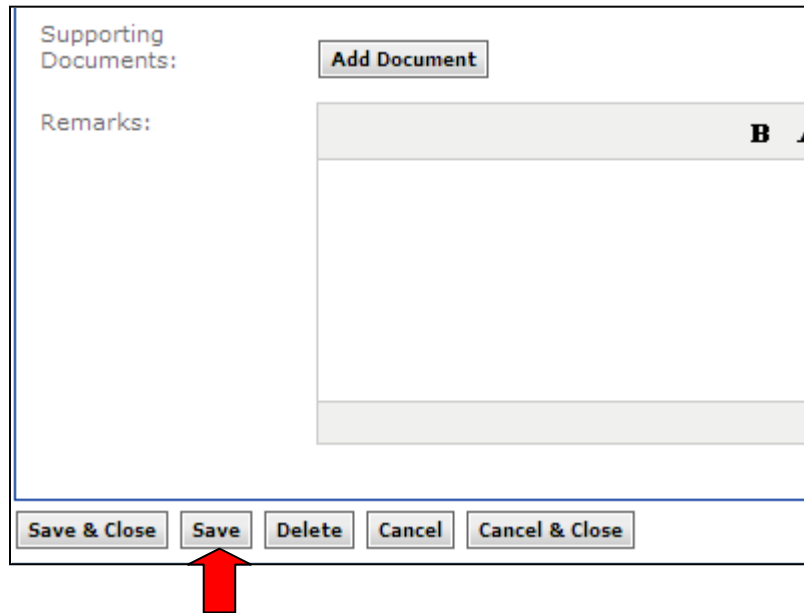 Supporting
Documents:
Add Document
Remarks:
B
Save & Close Save Delete Cancel Cancel & Close